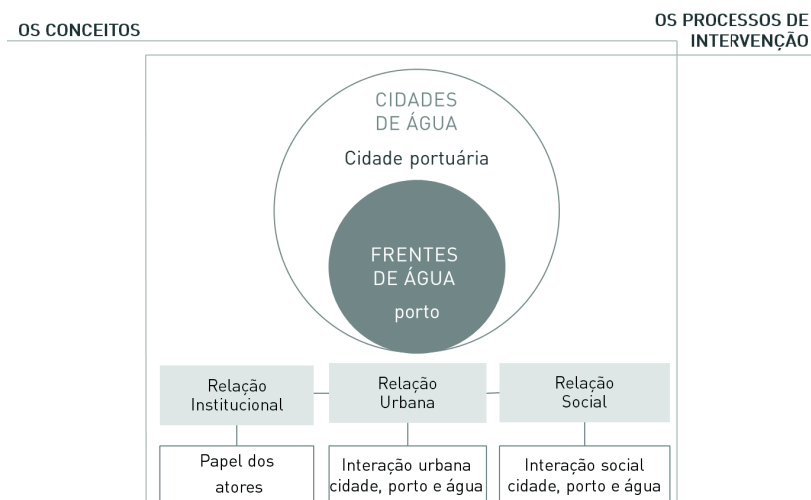 OS CONCEITOS
OS PROCESSOS DE
INTERVENÇÃO
CIDADES
DE ÁGUA
Cidade portuária
FRENTES
DE ÁGUA
porto
Relação
Institucional
Relação
Urbana
Relação
Social
Papel dos
atores
Interação urbana
cidade, porto e água
Interação social
cidade, porto e água